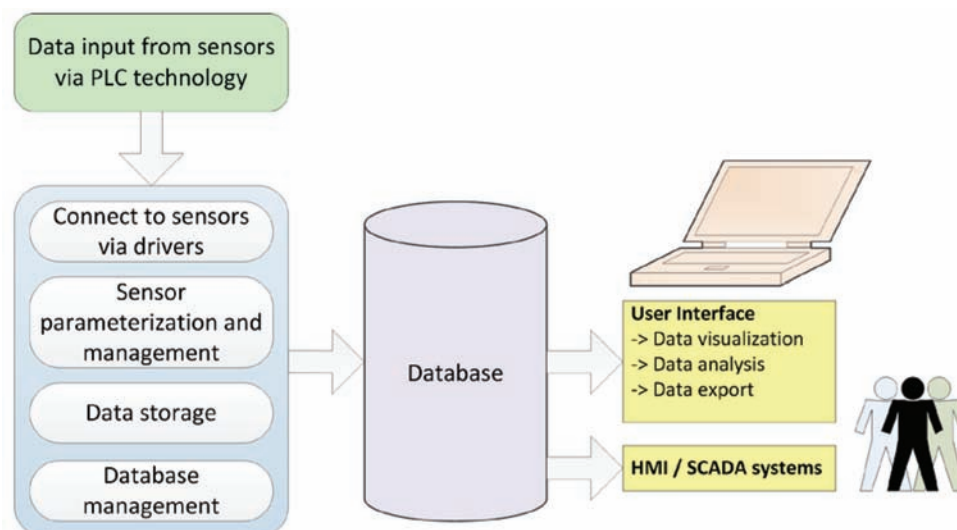 Data input from sensors
via PLC technology
Connect to sensors
via drivers
Sensor
parameterization and
management
Data storage
Database
management
Database
User Interface
-> Data visualization
-> Data analysis
-> Data export
HMI / SCADA systems